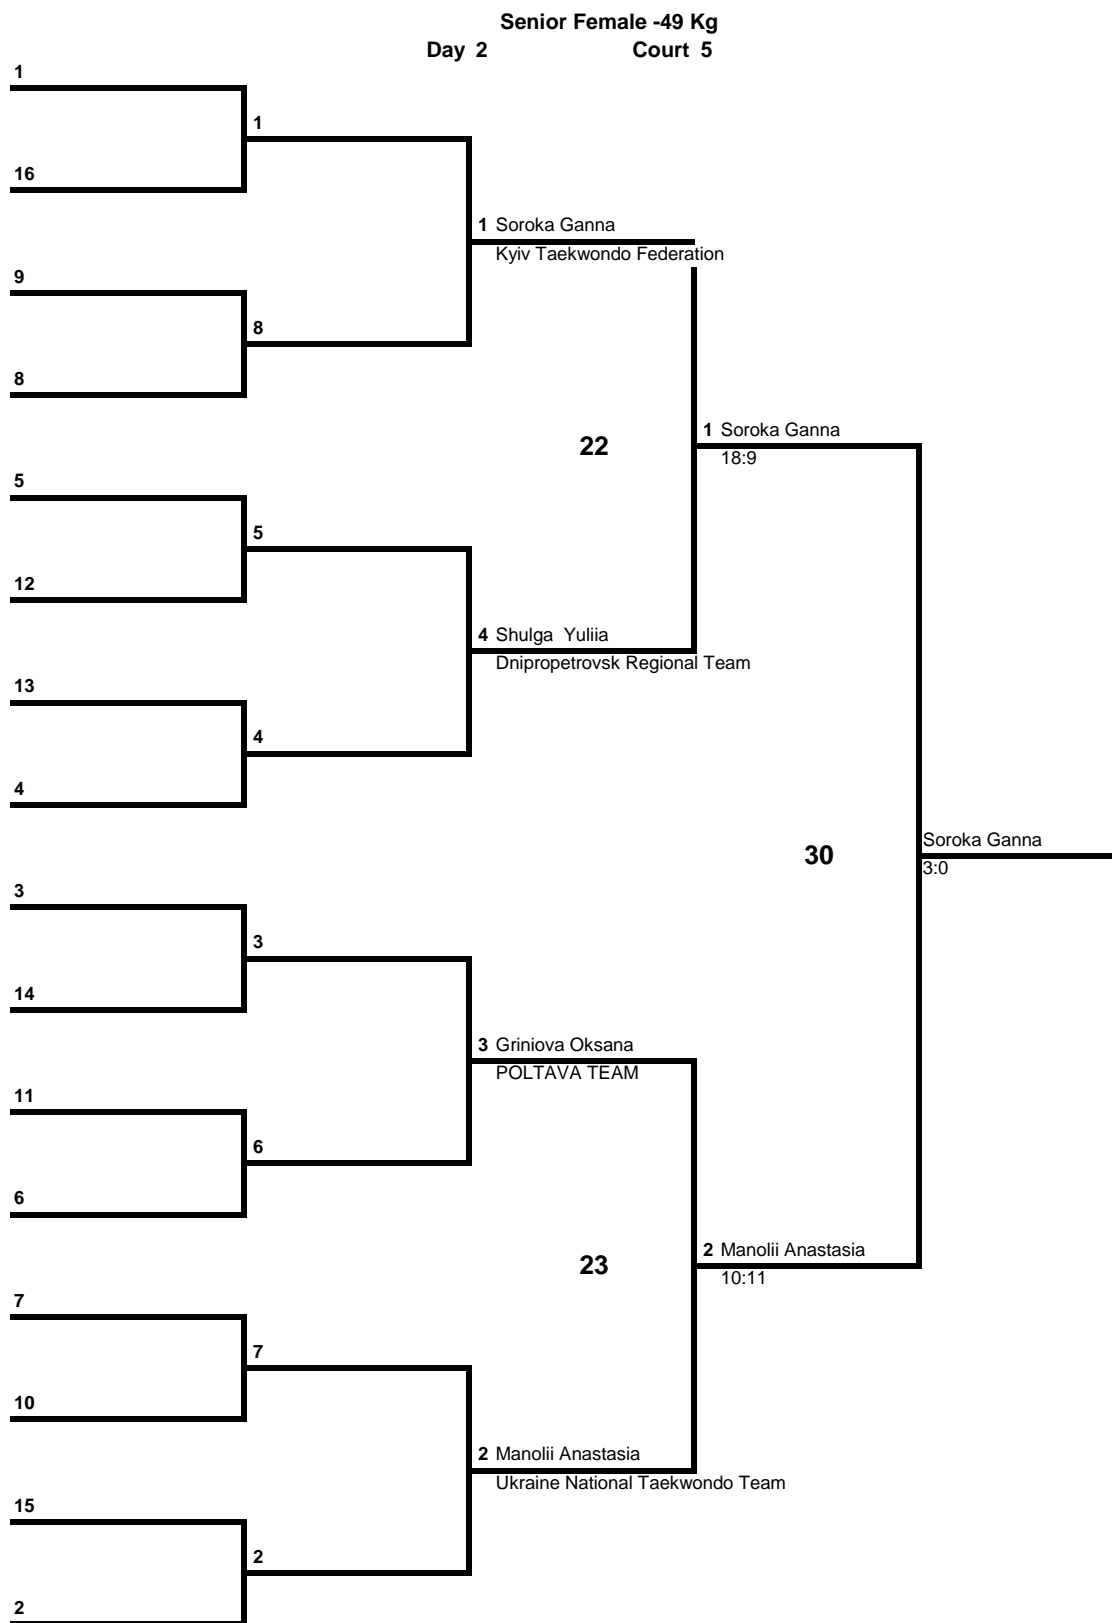 Senior Female -49 Kg
Day 2 Court 5
1
1
16
1 Soroka Ganna
Kyiv Taekwondo Federation
9
8
8
22
1 Soroka Ganna
18:9
5
5
12
4 Shulga Yuliia
Dnipropetrovsk Regional Team
13
4
4
30
Soroka Ganna
3:0
3
3
14
3 Griniova Oksana
POLTAVA TEAM
11
6
6
23
2 Manolii Anastasia
10:11
7
7
10
2 Manolii Anastasia
Ukraine National Taekwondo Team
15
2
2